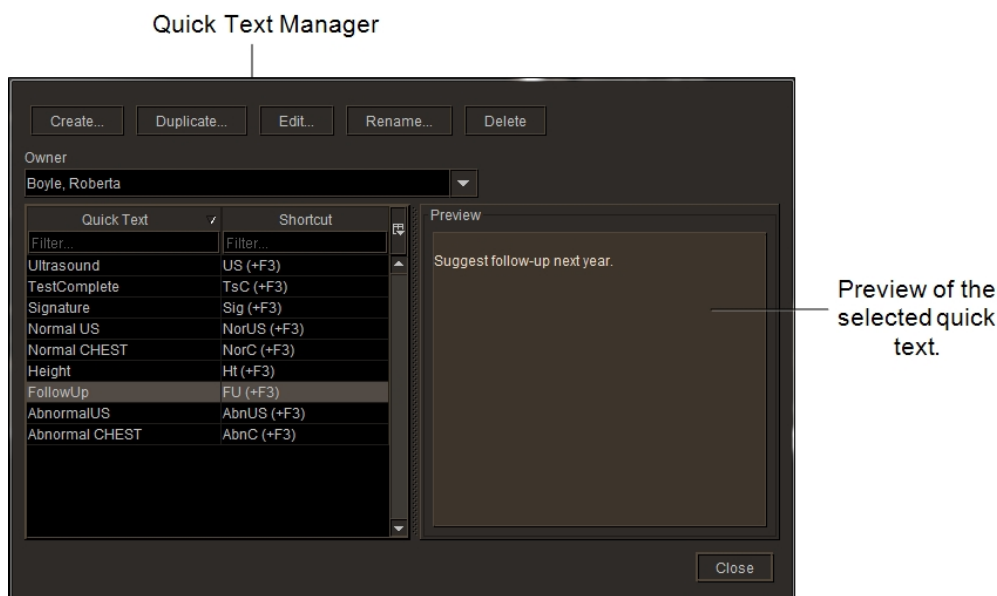 Quick Text Manager
Create... Duplicate... Edit... Rename... Delete
Owner
Boyle, Roberta
Quick Text Shortcut
Filter... Filter...
Ultrasound US (+F3)
TestComplete TsC (+F3)
Signature Sig (+F3)
Normal US NorUS (+F3)
Normal CHEST NorC (+F3)
Height Ht (+F3)
FollowUp FU (+F3)
AbnormalUS AbnUS (+F3)
Abnormal CHEST AbnC (+F3)
Preview
Suggest follow-up next year.
Close
Preview of the
selected quick
text.